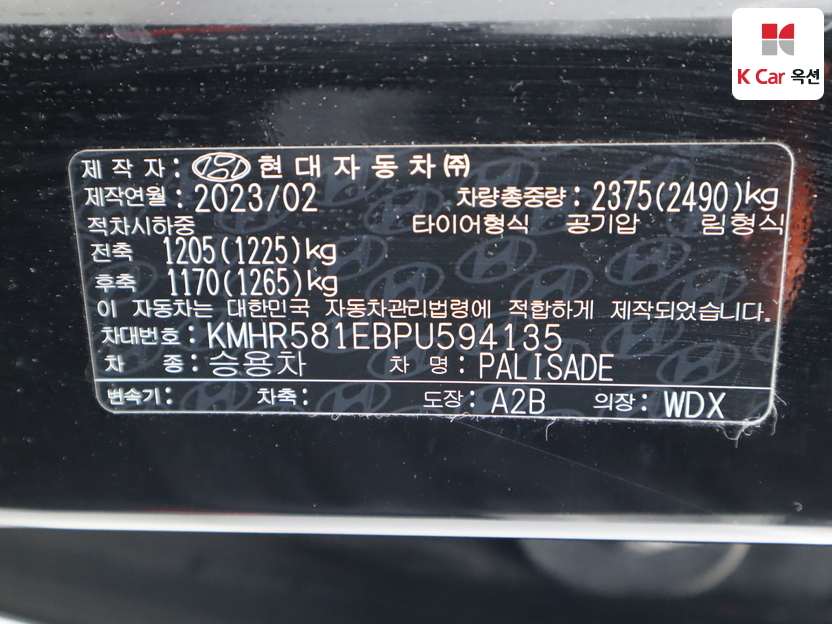 K Car 옥션
제 작 자 : 현 대 자 동 차 ㈜
제작연월 : 2023/02 차량총중량 : 2375(2490)kg
적차시하중 타이어형식 공기압 림형식
전축 1205(1225)kg
후축 1170(1265)kg
이 자동차는 대한민국 자동차관리법령에 적합하게 제작되었습니다.
차대번호 : KMHR581EBPU594135
차 종 : 승용차 차 명 : PALISADE
변속기 : 차축 : 도장 : A2B 의장 : WDX